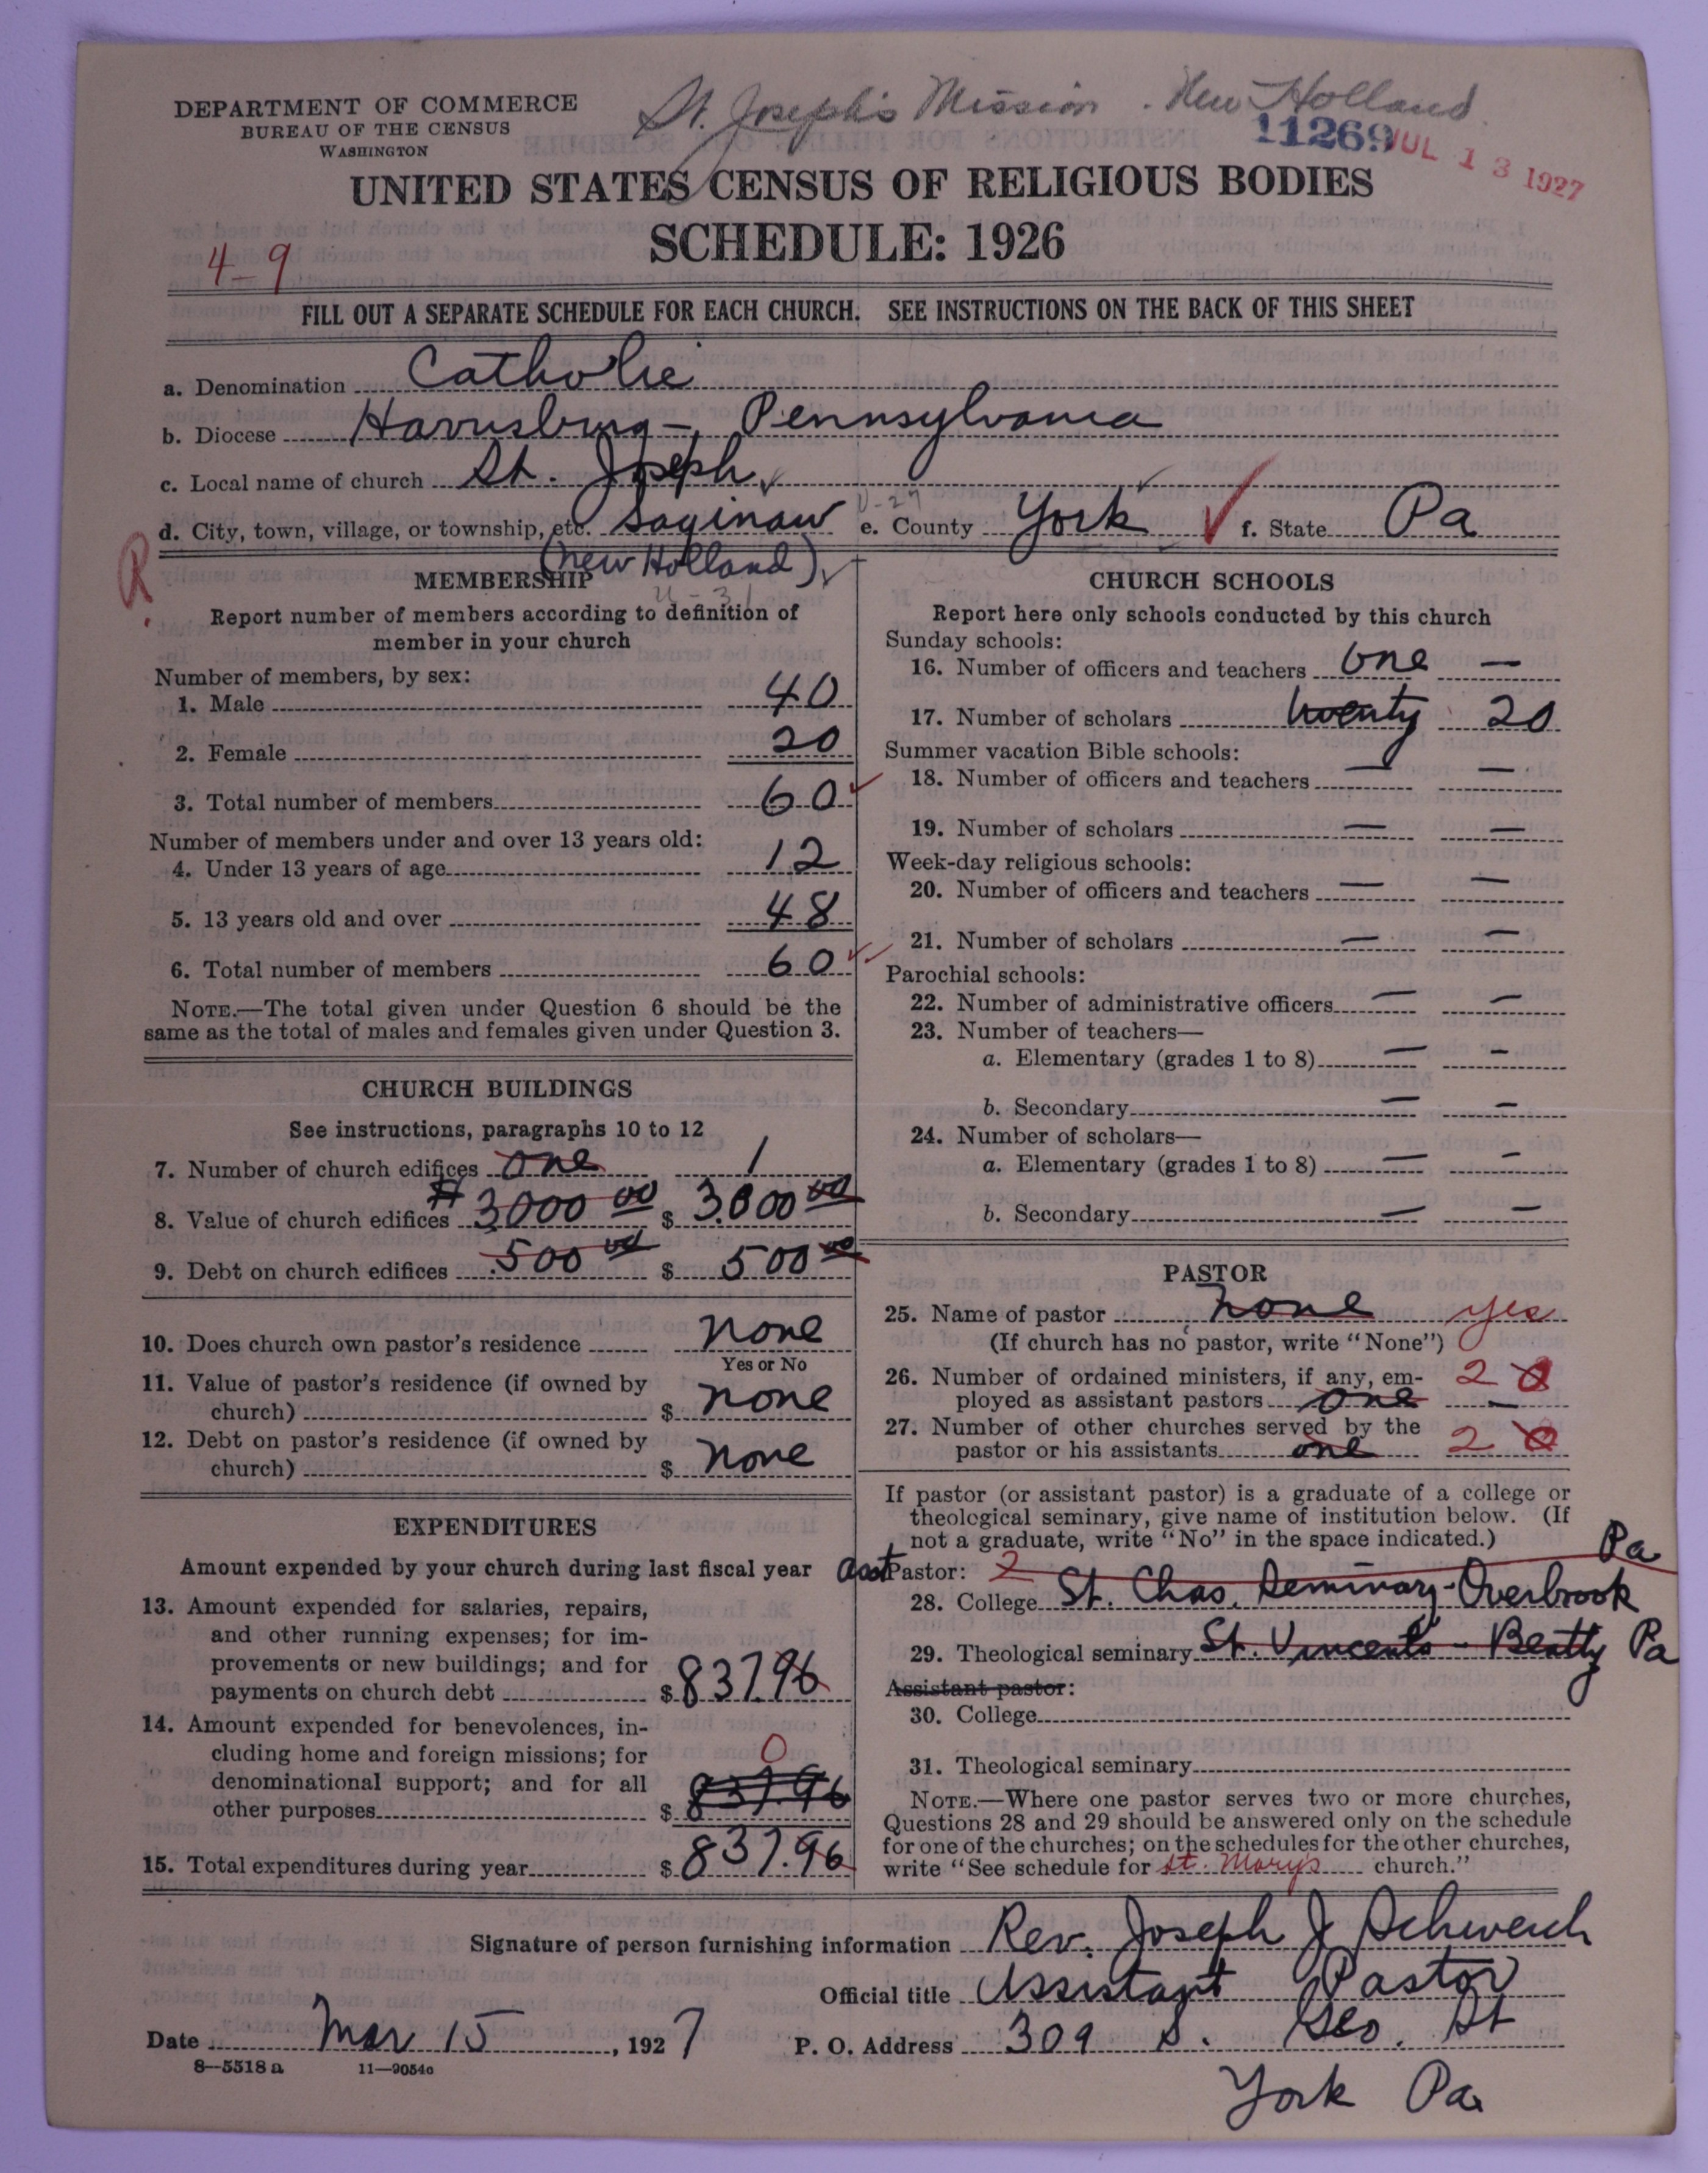 DEPARTMENT OF COMMERCE
BUREAU OF THE CENSUS
WASHINGTON
St. Joseph's Mission - New Holland
11269
JUL 13 1927
UNITED STATES CENSUS OF RELIGIOUS BODIES
SCHEDULE: 1926
4-9
FILL OUT A SEPARATE SCHEDULE FOR EACH CHURCH. SEE INSTRUCTIONS ON THE BACK OF THIS SHEET
a. Denomination Catholic
b. Diocese Harrisburg -, Pennsylvania
c. Local name of church St. Joseph
d. City, town, village, or township, etc. Saginaw e. County York f. State Pa
(New Holland)
R
MEMBERSHIP
Report number of members according to definition of
member in your church
Number of members, by sex:
1. Male 40
2. Female 20
3. Total number of members 60
Number of members under and over 13 years old:
4. Under 13 years of age 12
5. 13 years old and over 48
6. Total number of members 60
NOTE.—The total given under Question 6 should be the
same as the total of males and females given under Question 3.
CHURCH BUILDINGS
See instructions, paragraphs 10 to 12
7. Number of church edifices one 1
8. Value of church edifices $3000 00 $ 3.000 00
9. Debt on church edifices 500 00 $ 500 00
10. Does church own pastor's residence none
Yes or No
11. Value of pastor's residence (if owned by
church) $ none
12. Debt on pastor's residence (if owned by
church) $ none
EXPENDITURES
Amount expended by your church during last fiscal year
13. Amount expended for salaries, repairs,
and other running expenses; for im-
provements or new buildings; and for
payments on church debt $ 837.96
14. Amount expended for benevolences, in-
cluding home and foreign missions; for
denominational support; and for all
other purposes $ 837.96 0
15. Total expenditures during year $ 837.96
CHURCH SCHOOLS
Report here only schools conducted by this church
Sunday schools:
16. Number of officers and teachers one —
17. Number of scholars twenty 20
Summer vacation Bible schools:
18. Number of officers and teachers — —
19. Number of scholars — —
Week-day religious schools:
20. Number of officers and teachers — —
21. Number of scholars — —
Parochial schools:
22. Number of administrative officers — —
23. Number of teachers—
a. Elementary (grades 1 to 8) — —
b. Secondary — —
24. Number of scholars—
a. Elementary (grades 1 to 8) — —
b. Secondary — —
PASTOR
25. Name of pastor none yes
(If church has no pastor, write "None")
26. Number of ordained ministers, if any, em-
ployed as assistant pastors one — 2 0
27. Number of other churches served by the
pastor or his assistants one 2 0
If pastor (or assistant pastor) is a graduate of a college or
theological seminary, give name of institution below. (If
not a graduate, write "No" in the space indicated.)
Asst Pastor: 2 Pa
28. College St. Chas. Seminary - Overbrook
29. Theological seminary St. Vincents - Beatty Pa
Assistant pastor:
30. College
31. Theological seminary
NOTE.—Where one pastor serves two or more churches,
Questions 28 and 29 should be answered only on the schedule
for one of the churches; on the schedules for the other churches,
write "See schedule for St. Mary's church."
Signature of person furnishing information Rev. Joseph J Schweich
Official title Assistant Pastor
Date Mar 15, 1927 P. O. Address 309 S. Geo. St
8—5518 a 11—9054a
York Pa